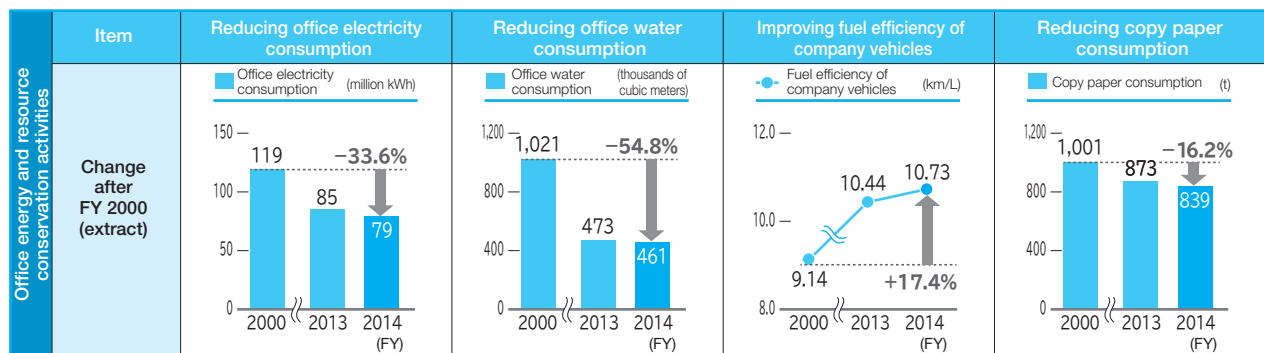 Office energy and resource
conservation activities
Item
Change
after
FY 2000
(extract)
Reducing office electricity
consumption
Office electricity
consumption
(million kWh)
150
100
50
0
119
85
79
−33.6%
2000
2013
2014
(FY)
Reducing office water
consumption
Office water
consumption
(thousands of
cubic meters)
1,200
800
400
0
1,021
473
461
−54.8%
2000
2013
2014
(FY)
Improving fuel efficiency of
company vehicles
Fuel efficiency of
company vehicles
(km/L)
12.0
10.0
8.0
9.14
10.44
10.73
+17.4%
2000
2013
2014
(FY)
Reducing copy paper
consumption
Copy paper consumption
(t)
1,200
800
400
0
1,001
873
839
−16.2%
2000
2013
2014
(FY)